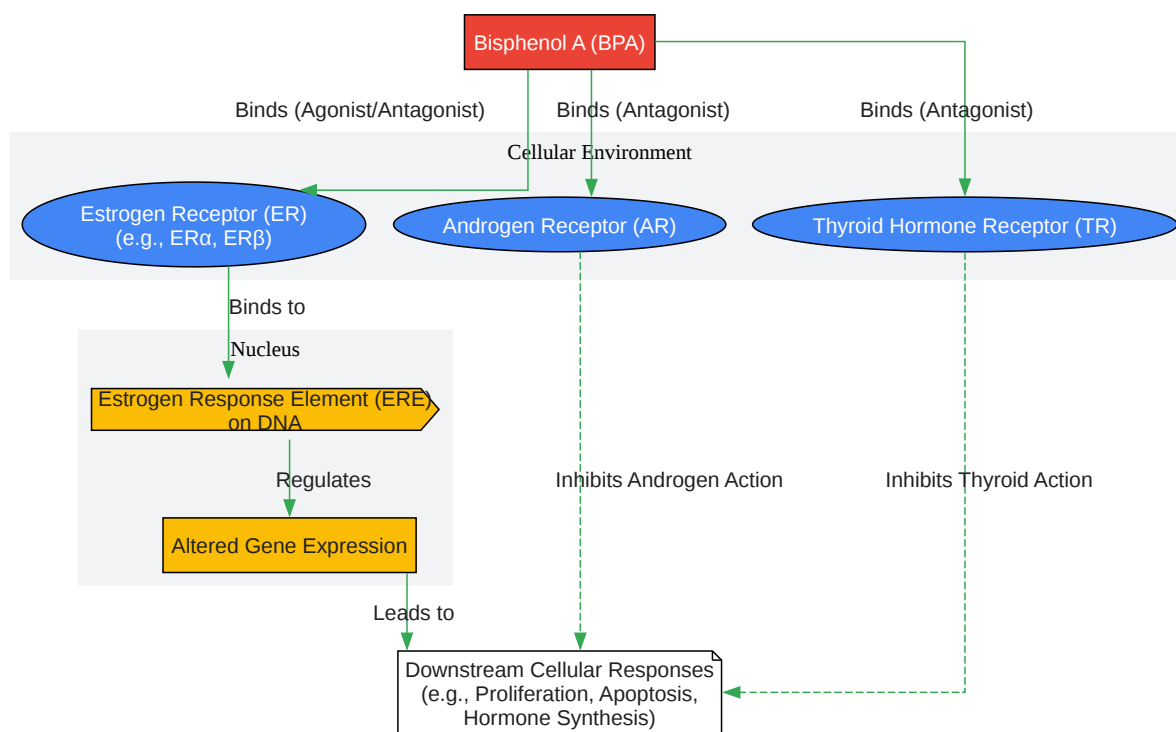 Bisphenol A (BPA)
Binds (Agonist/Antagonist)
Binds (Antagonist)
Binds (Antagonist)
Cellular Environment
Estrogen Receptor (ER)
(e.g., ERα, ERβ)
Androgen Receptor (AR)
Thyroid Hormone Receptor (TR)
Binds to
Nucleus
Estrogen Response Element (ERE)
on DNA
Regulates
Inhibits Androgen Action
Inhibits Thyroid Action
Altered Gene Expression
Leads to
Downstream Cellular Responses
(e.g., Proliferation, Apoptosis,
Hormone Synthesis)